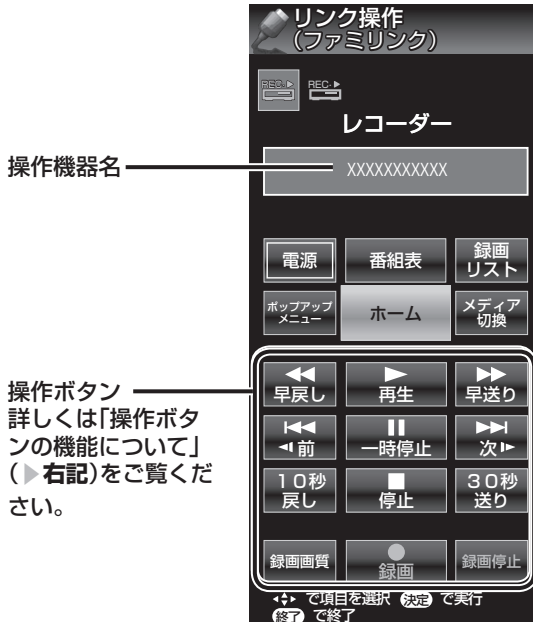 リンク操作
（ファミリンク）
REC-▶ REC-▶
レコーダー
操作機器名
XXXXXXXXXXX
電源 番組表 録画
リスト
ポップアップ
メニュー ホーム メディア
切換
操作ボタン
詳しくは「操作ボタ
ンの機能について」
（▶右記）をご覧くだ
さい。
早戻し 再生 早送り
前 一時停止 次
１０秒
戻し 停止 ３０秒
送り
録画画質 録画 録画停止
で項目を選択 決定 で実行
終了 で終了